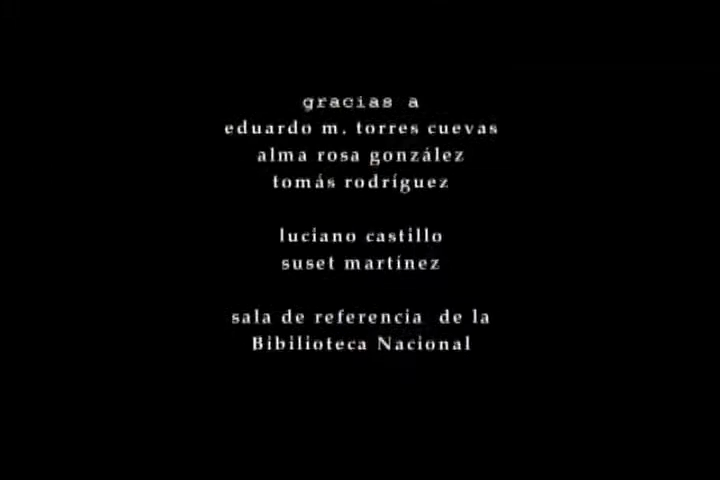 gracias a
eduardo m. torres cuevas
alma rosa gonzález
tomás rodríguez
luciano castillo
suset martínez
sala de referencia de la
Bibilioteca Nacional